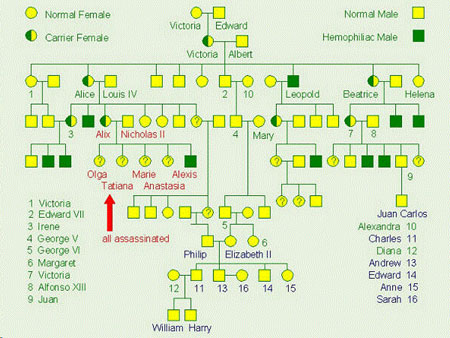 Normal Female
Victoria Edward
Normal Male
Carrier Female
Hemophiliac Male
Victoria Albert
1 Alice Louis IV 2 10 Leopold Beatrice Helena
3 Alix Nicholas II 4 Mary 7 8
? ? ? ? ? ? ? 9
Olga Marie Alexis
Tatiana Anastasia
? ?
1 Victoria
2 Edward VII
3 Irene
4 George V
5 George VI
6 Margaret
7 Victoria
8 Alfonso XIII
9 Juan
all assassinated
? 5 ?
Philip Elizabeth II 6
12 11 13 16 14 15
William Harry
Juan Carlos
Alexandra 10
Charles 11
Diana 12
Andrew 13
Edward 14
Anne 15
Sarah 16